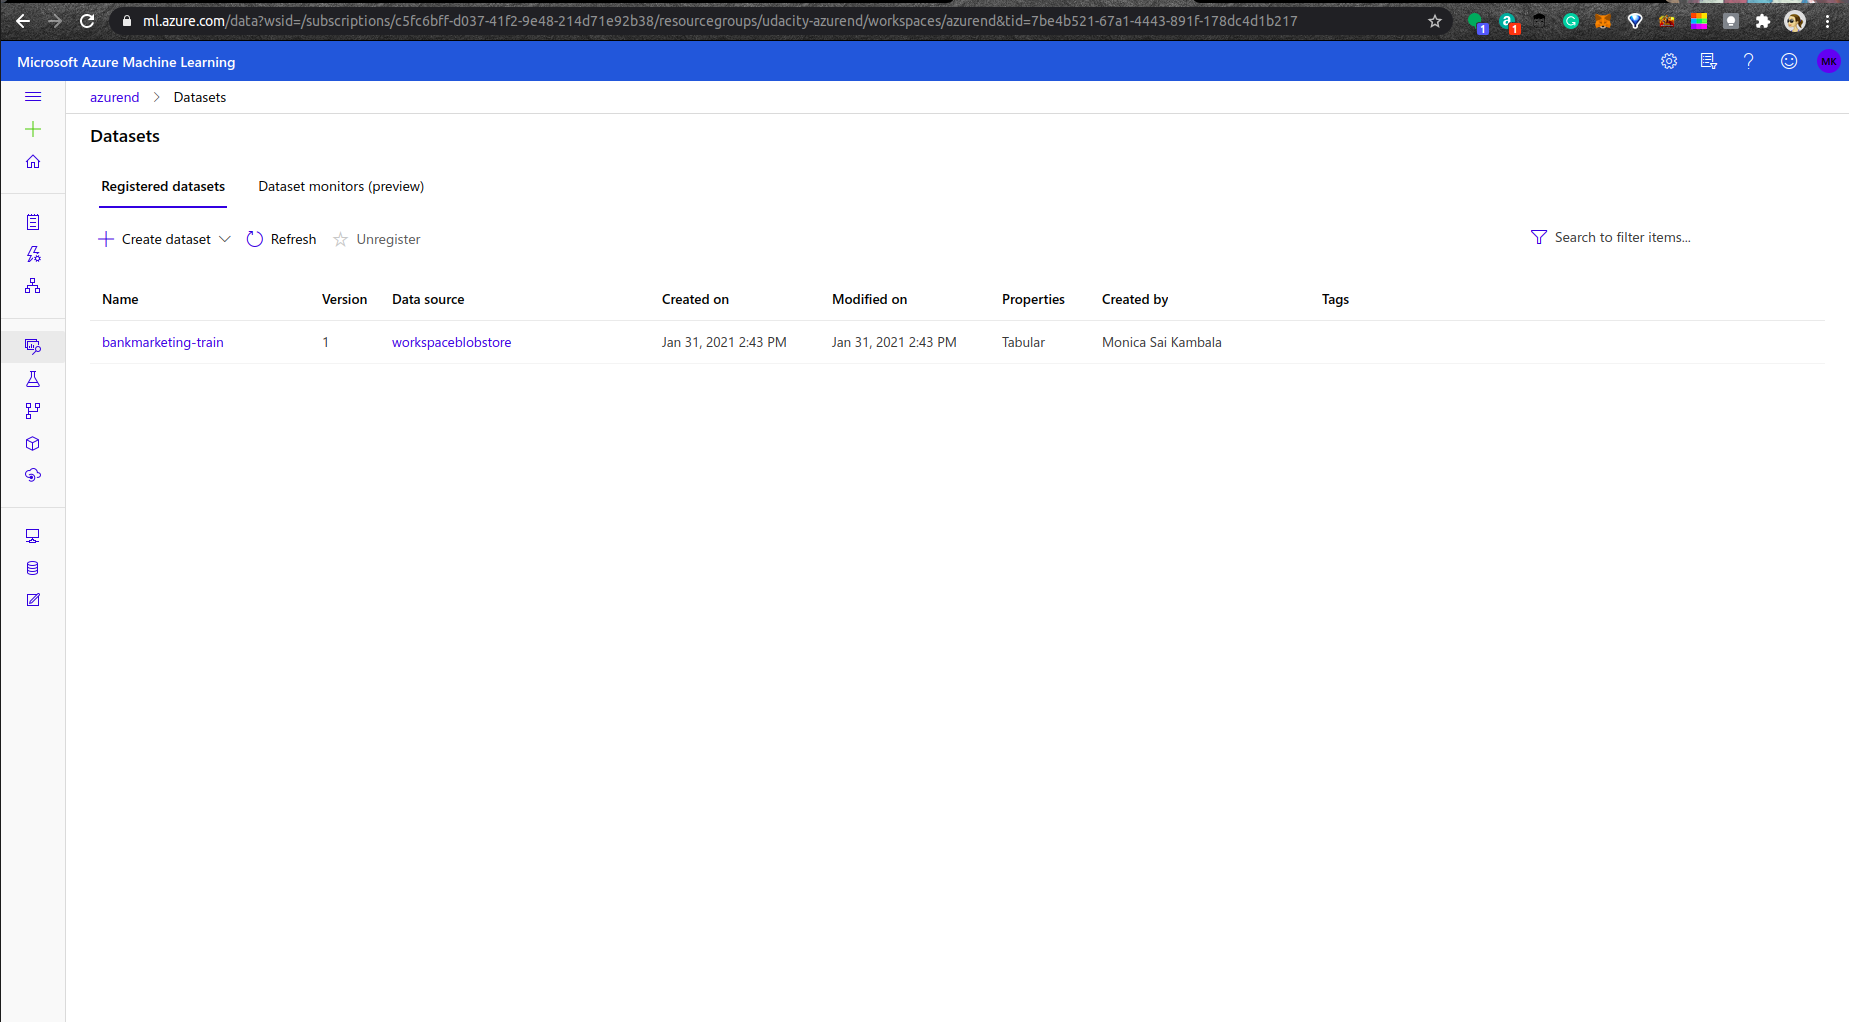 ml.azure.com/data?wsid=/subscriptions/c5fc6bff-d037-41f2-9e48-214d71e92b38/resourcegroups/udacity-azurend/workspaces/azurend&tid=7be4b521-67a1-4443-891f-178dc4d1b217
1
1
Microsoft Azure Machine Learning
MK
azurend > Datasets
Datasets
Registered datasets Dataset monitors (preview)
Create dataset Refresh Unregister Search to filter items...
Name Version Data source Created on Modified on Properties Created by Tags
bankmarketing-train 1 workspaceblobstore Jan 31, 2021 2:43 PM Jan 31, 2021 2:43 PM Tabular Monica Sai Kambala